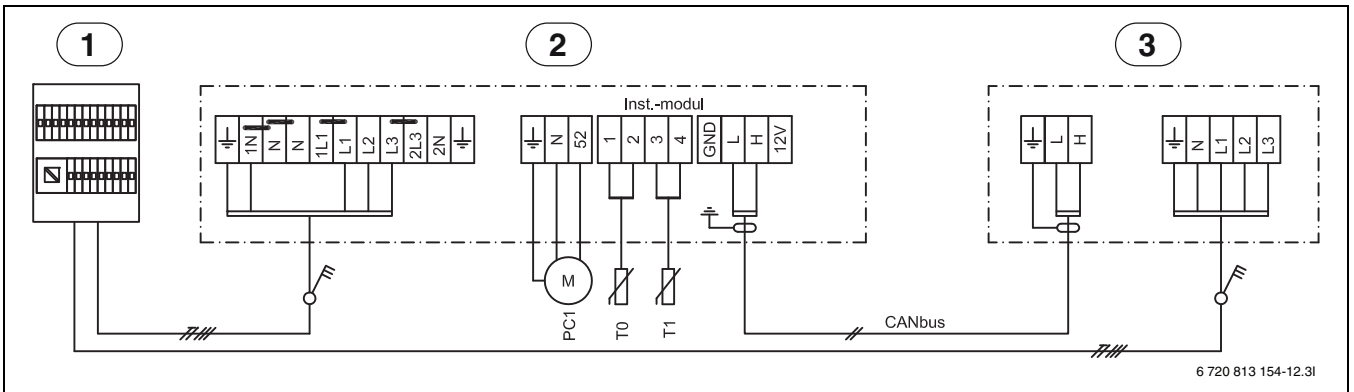 1
2
3
Inst.-modul
1N
N
N
1L1
L1
L2
L3
2L3
2N
N
52
1
2
3
4
GND
L
H
12V
L
H
N
L1
L2
L3
M
PC1
T0
T1
CANbus
6 720 813 154-12.3I